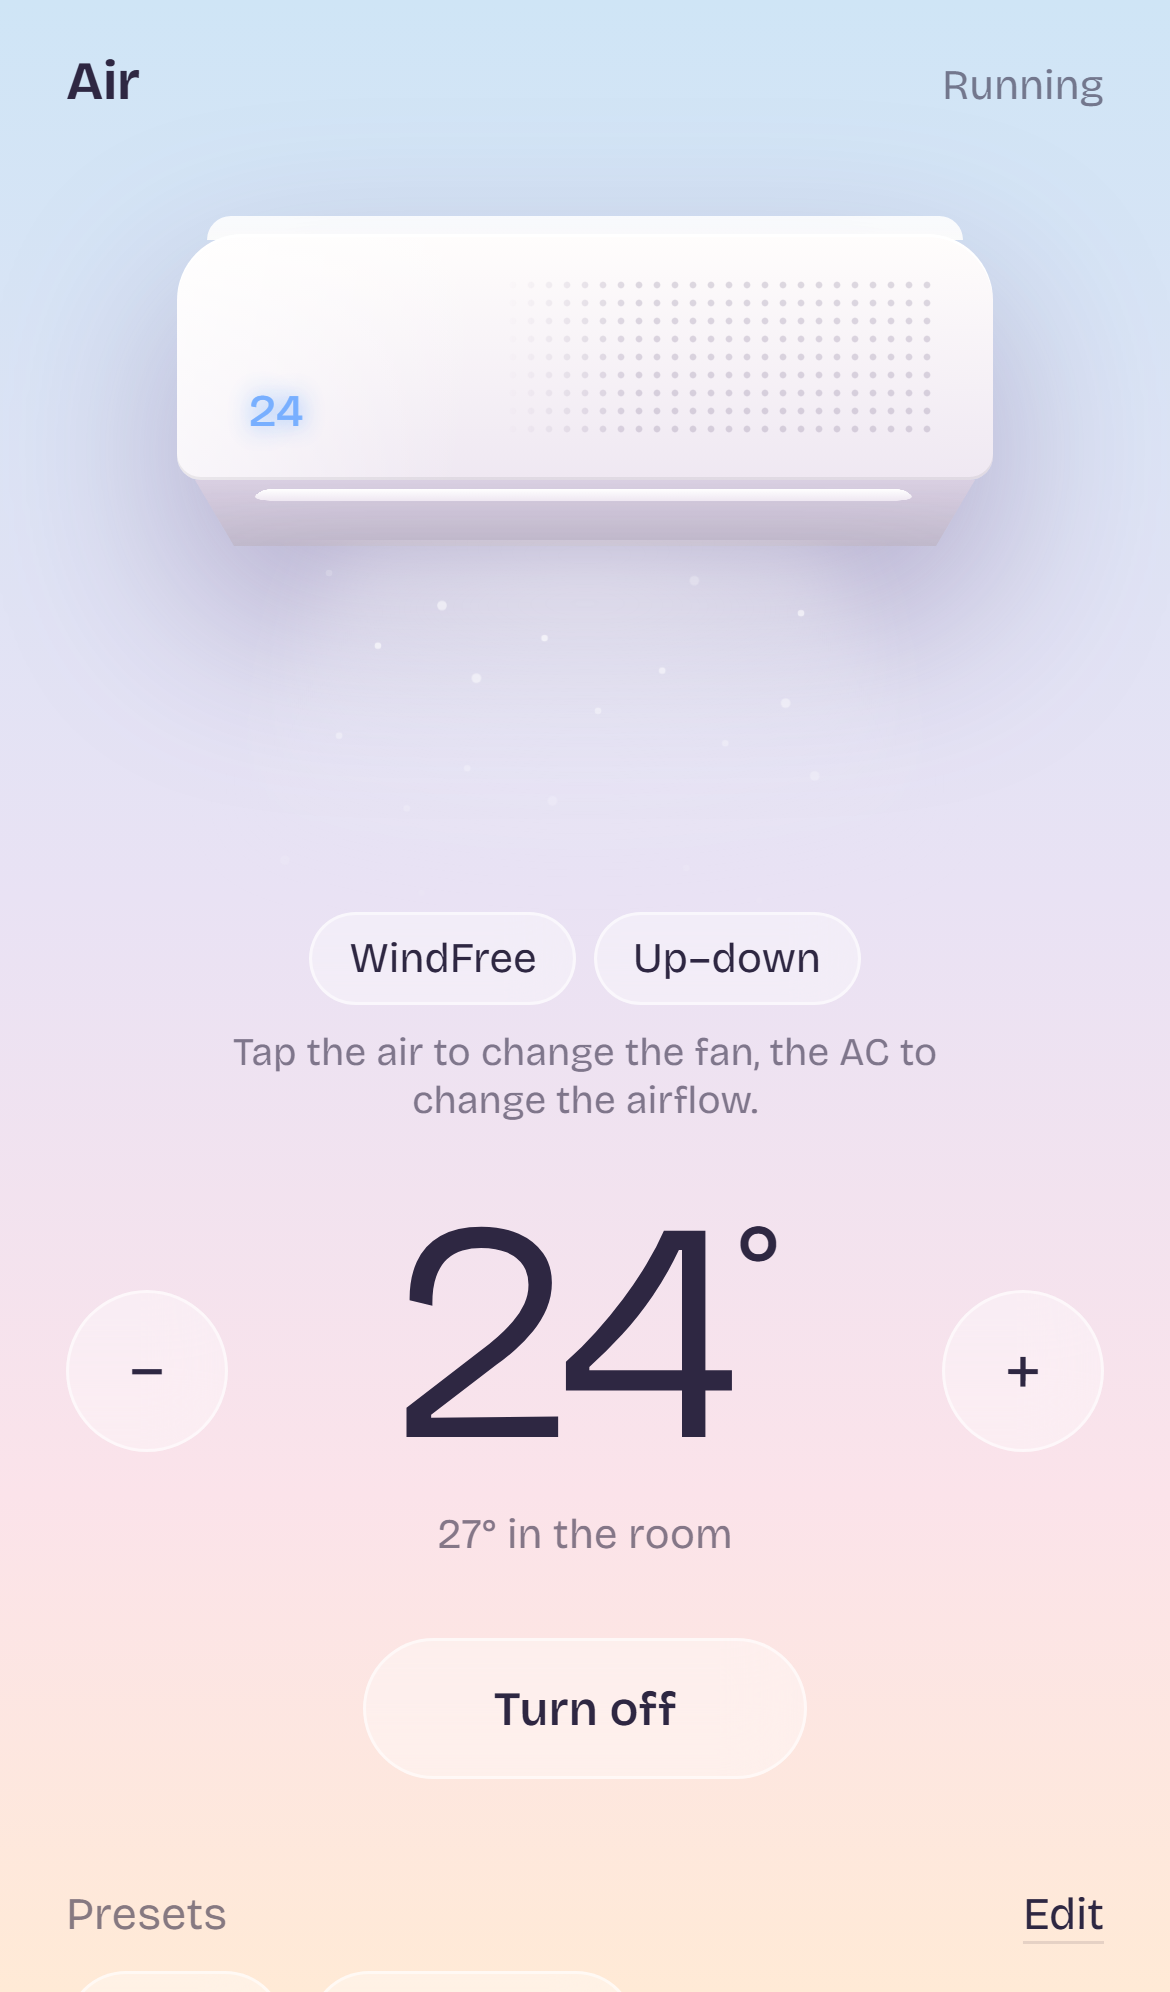 Air
Running
24
WindFree
Up–down
Tap the air to change the fan, the AC to
change the airflow.
24°
−
+
27° in the room
Turn off
Presets
Edit